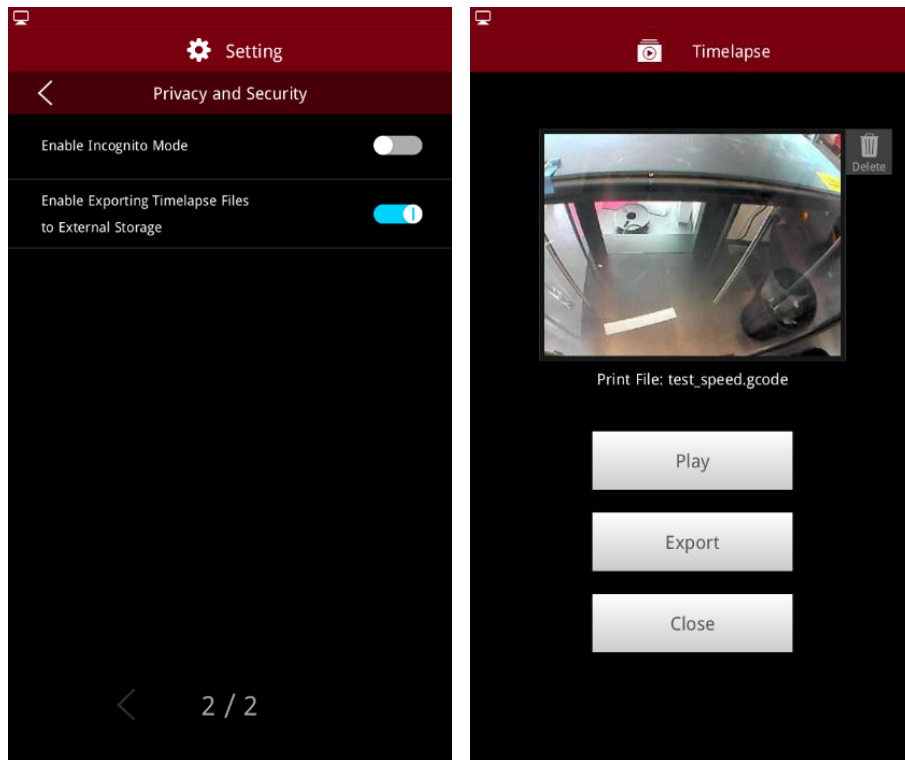 Setting
Privacy and Security
Enable Incognito Mode
Enable Exporting Timelapse Files
to External Storage
2 / 2
Timelapse
Delete
Print File: test_speed.gcode
Play
Export
Close